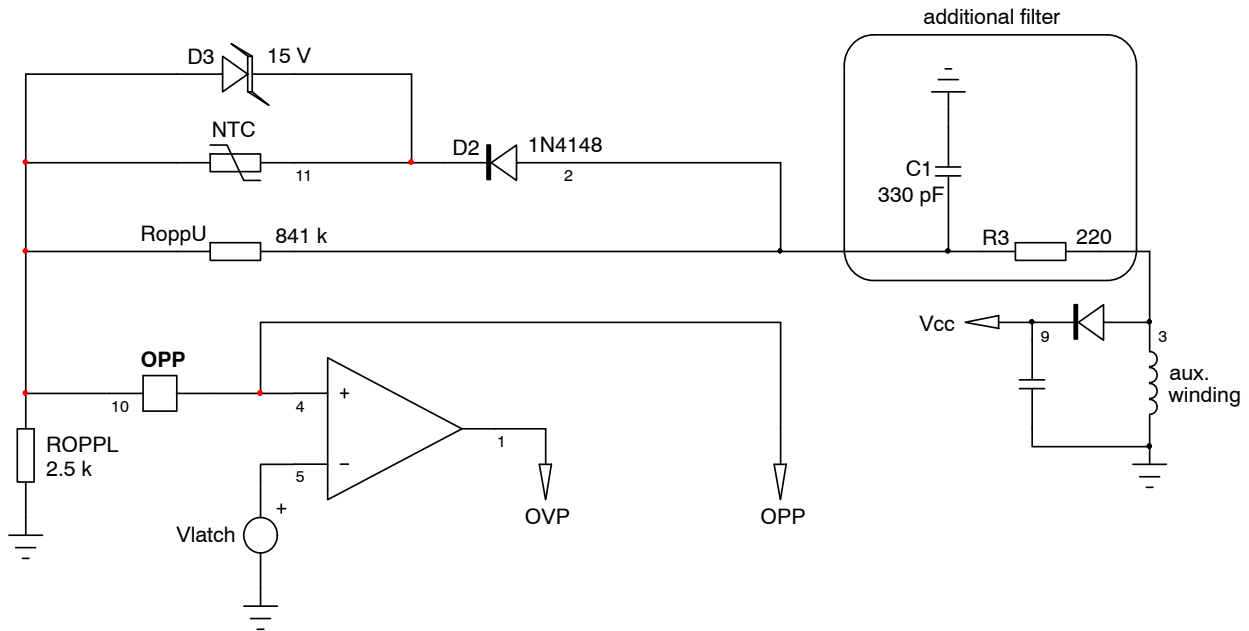 additional filter
D3 15 V
NTC
11
D2 1N4148
2
C1
330 pF
RoppU 841 k
R3 220
Vcc
9
3
aux.
winding
OPP
10
4
+
ROPPL
2.5 k
1
5
−
+
Vlatch
OVP
OPP